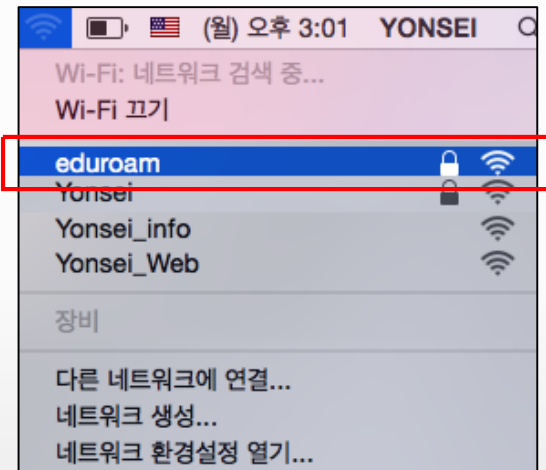 (월) 오후 3:01 YONSEI
Wi-Fi: 네트워크 검색 중...
Wi-Fi 끄기
eduroam
Yonsei
Yonsei_info
Yonsei_Web
장비
다른 네트워크에 연결...
네트워크 생성...
네트워크 환경설정 열기...